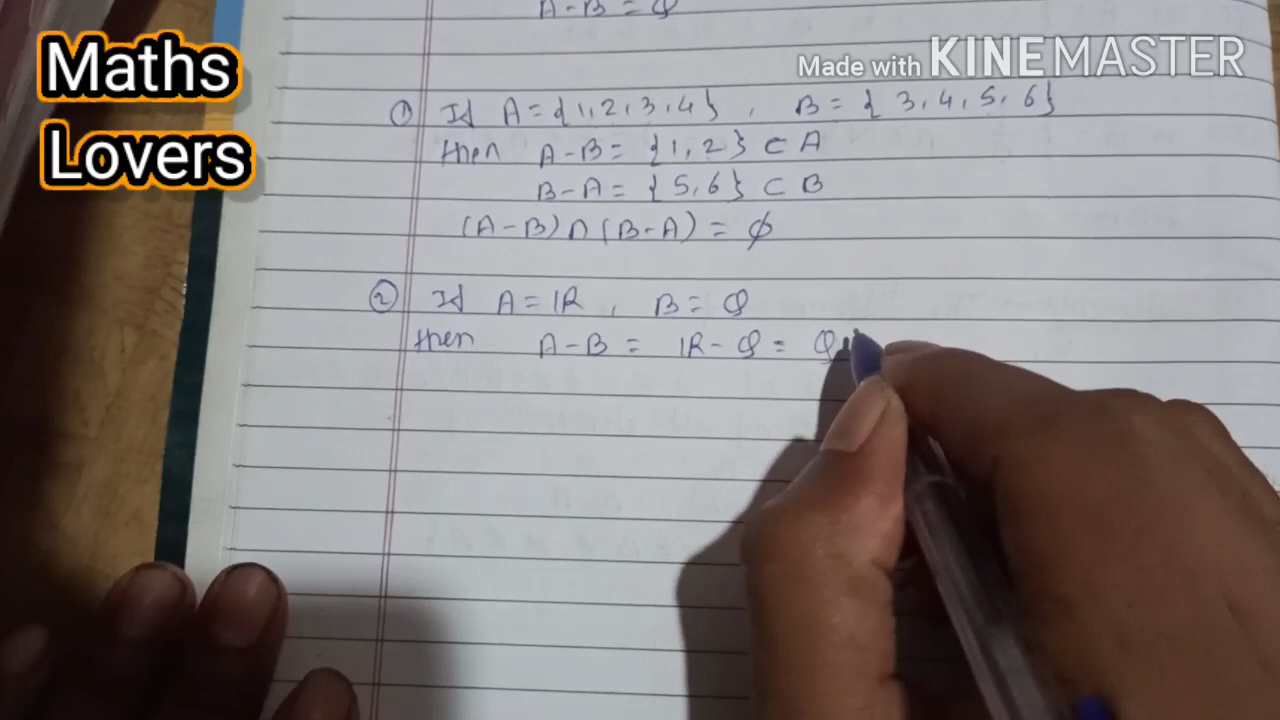 A-B = Q
Maths
Lovers
Made with KINEMASTER
① If A = {1,2,3,4}, B = {3,4,5,6}
then A-B = {1,2} ⊂ A
B-A = {5,6} ⊂ B
(A-B)∩(B-A) = ϕ
② If A = ℝ, B = Q
then A-B = ℝ-Q = Q